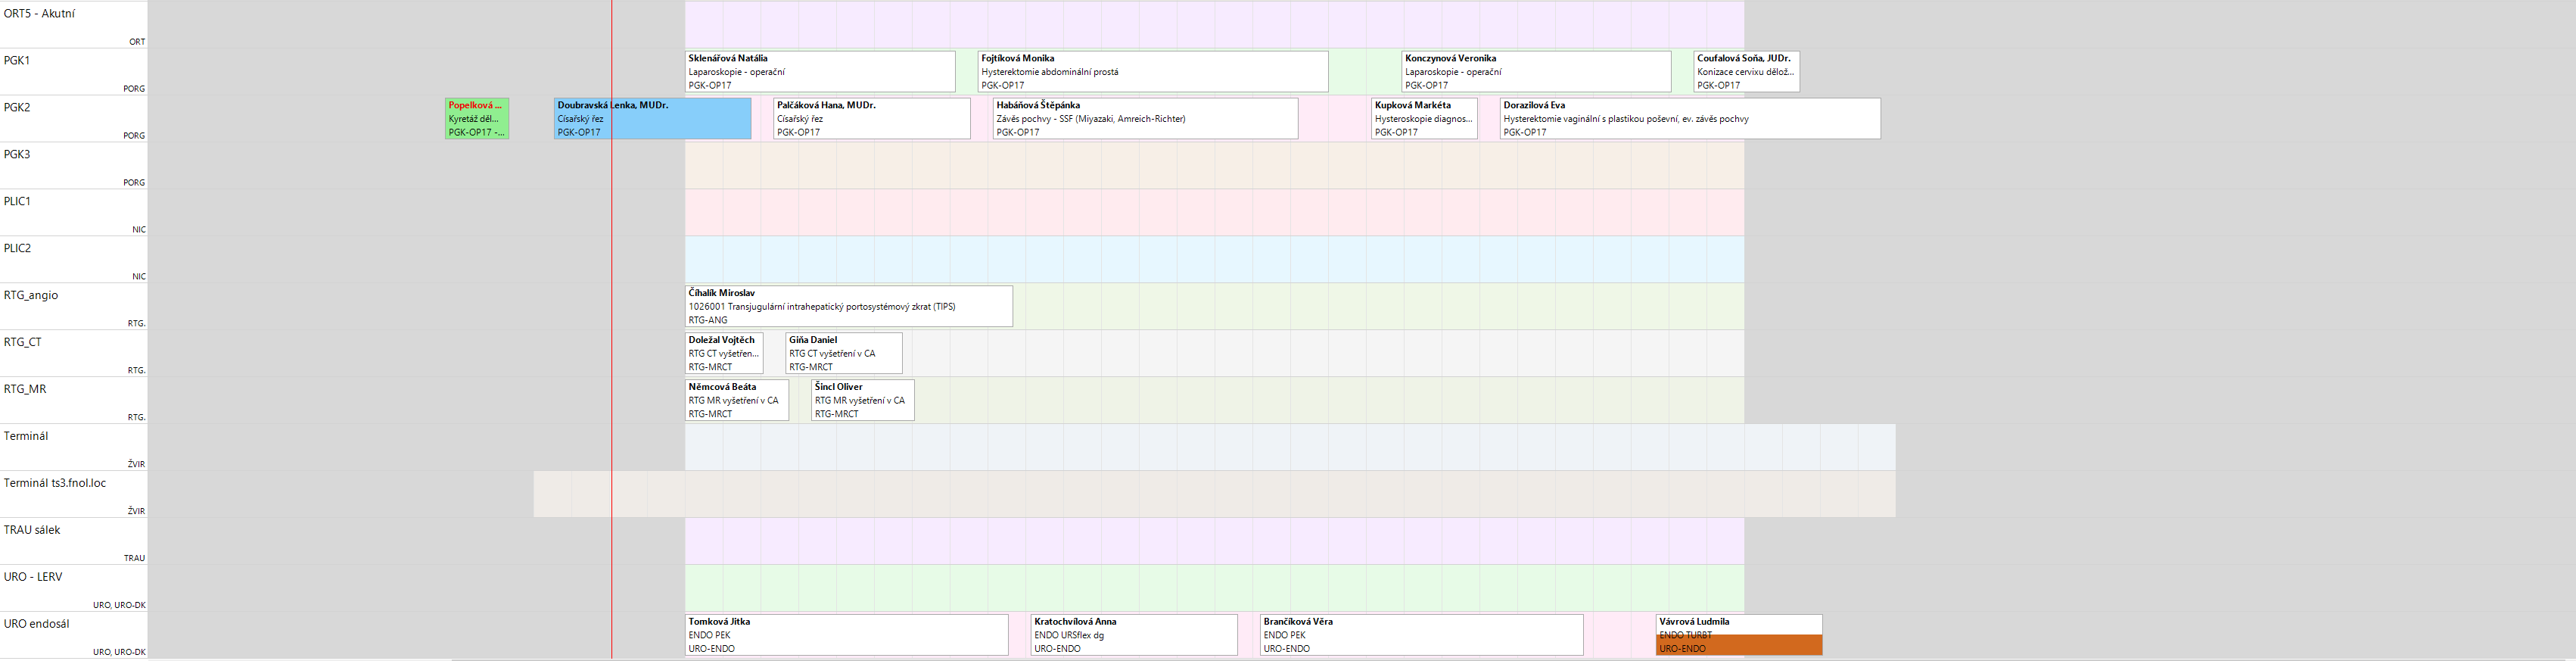 ORT5 - Akutní
ORT
PGK1
PORG
Sklenářová Natália
Laparoskopie - operační
PGK-OP17
Fojtíková Monika
Hysterektomie abdominální prostá
PGK-OP17
Konczynová Veronika
Laparoskopie - operační
PGK-OP17
Coufalová Soňa, JUDr.
Konizace cervixu dělož...
PGK-OP17
PGK2
PORG
Popelková ...
Kyretáž děl...
PGK-OP17 -...
Doubravská Lenka, MUDr.
Císařský řez
PGK-OP17
Palčáková Hana, MUDr.
Císařský řez
PGK-OP17
Habáňová Štěpánka
Závěs pochvy - SSF (Miyazaki, Amreich-Richter)
PGK-OP17
Kupková Markéta
Hysteroskopie diagnos...
PGK-OP17
Dorazilová Eva
Hysterektomie vaginální s plastikou poševní, ev. závěs pochvy
PGK-OP17
PGK3
PORG
PLIC1
NIC
PLIC2
NIC
RTG_angio
RTG.
Číhalík Miroslav
1026001 Transjugulární intrahepatický portosystémový zkrat (TIPS)
RTG-ANG
RTG_CT
RTG.
Doležal Vojtěch
RTG CT vyšetřen...
RTG-MRCT
Giňa Daniel
RTG CT vyšetření v CA
RTG-MRCT
RTG_MR
RTG.
Němcová Beáta
RTG MR vyšetření v CA
RTG-MRCT
Šincl Oliver
RTG MR vyšetření v CA
RTG-MRCT
Terminál
ŽVIR
Terminál ts3.fnol.loc
ŽVIR
TRAU sálek
TRAU
URO - LERV
URO, URO-DK
URO endosál
URO, URO-DK
Tomková Jitka
ENDO PEK
URO-ENDO
Kratochvílová Anna
ENDO URSflex dg
URO-ENDO
Brančíková Věra
ENDO PEK
URO-ENDO
Vávrová Ludmila
ENDO TURBT
URO-ENDO